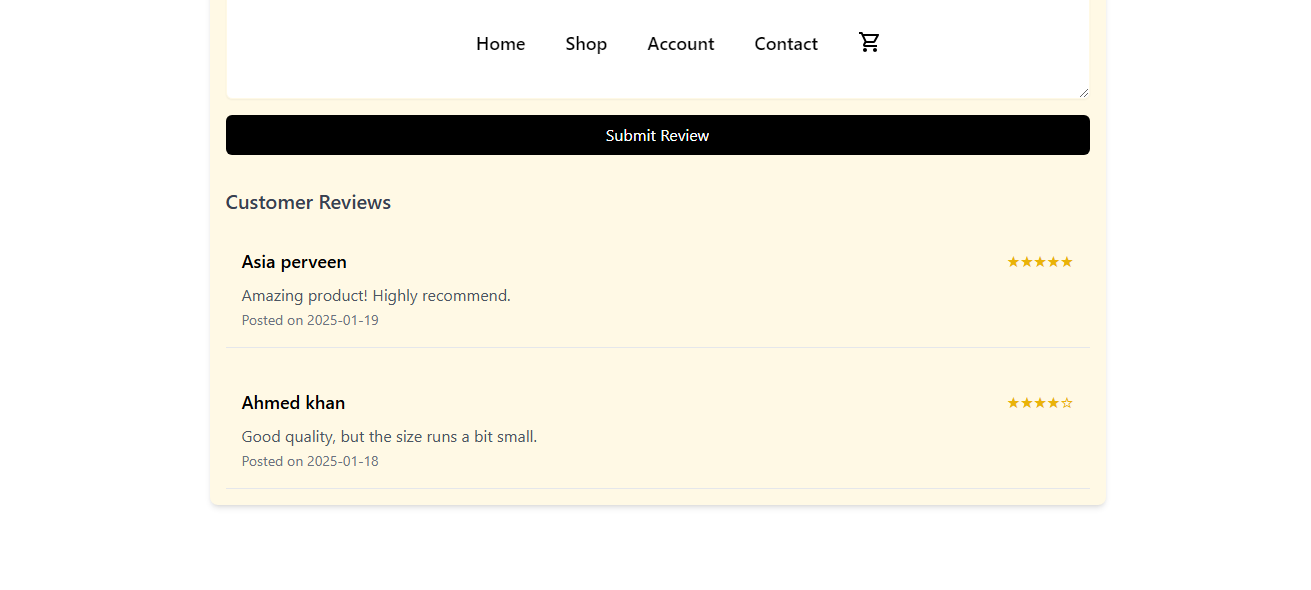 Home Shop Account Contact
Submit Review
Customer Reviews
Asia perveen ★★★★★
Amazing product! Highly recommend.
Posted on 2025-01-19
Ahmed khan ★★★★☆
Good quality, but the size runs a bit small.
Posted on 2025-01-18